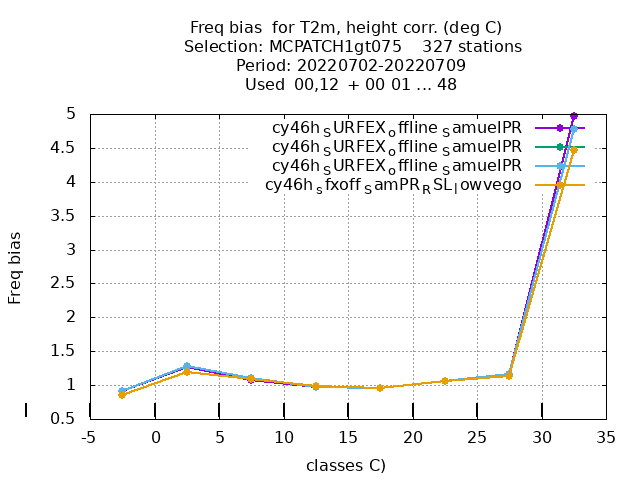 Freq bias for T2m, height corr. (deg C)
Selection: MCPATCH1gt075 327 stations
Period: 20220702-20220709
Used 00,12 + 00 01 ... 48
cy46h_SURFEX_offline_SamuelPR
cy46h_SURFEX_offline_SamuelPR
cy46h_SURFEX_offline_SamuelPR
cy46h_sfxoff_SamPR_RSL_lowvego
Freq bias
5
4.5
4
3.5
3
2.5
2
1.5
1
0.5
-5 0 5 10 15 20 25 30 35
classes C)